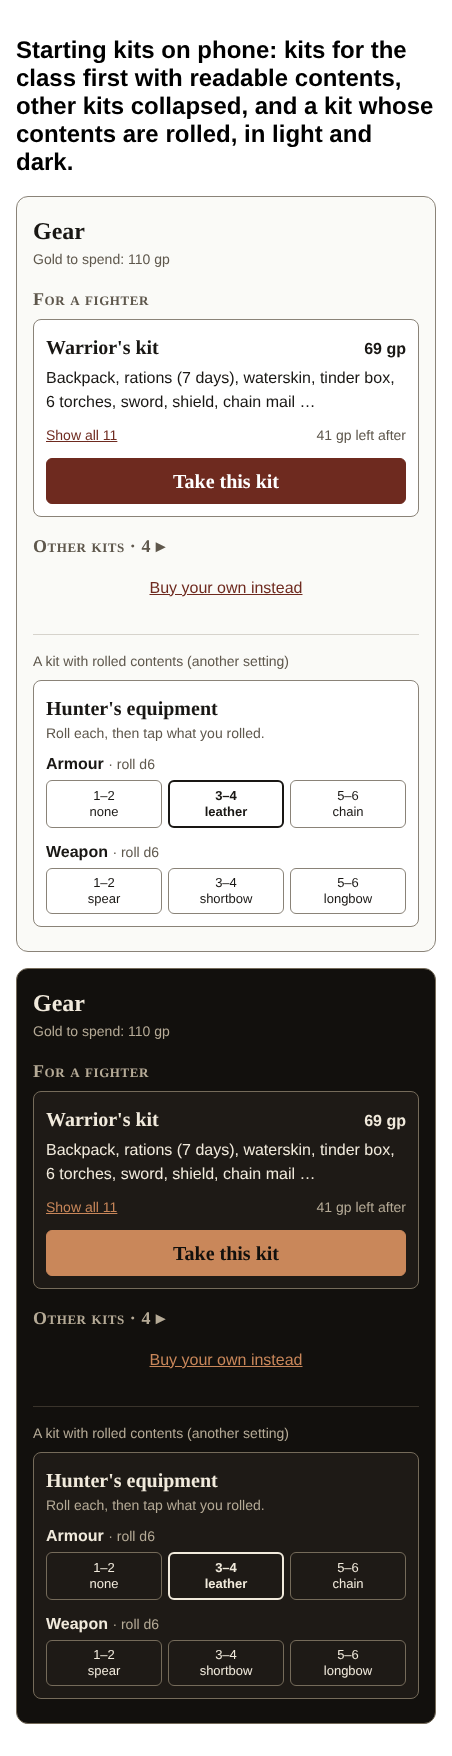 Starting kits on phone: kits for the
class first with readable contents,
other kits collapsed, and a kit whose
contents are rolled, in light and
dark.
Gear
Gold to spend: 110 gp
For a fighter
Warrior's kit 69 gp
Backpack, rations (7 days), waterskin, tinder box,
6 torches, sword, shield, chain mail …
Show all 11 41 gp left after
Take this kit
Other kits · 4 ▸
Buy your own instead
A kit with rolled contents (another setting)
Hunter's equipment
Roll each, then tap what you rolled.
Armour · roll d6
1–2 3–4 5–6
none leather chain
Weapon · roll d6
1–2 3–4 5–6
spear shortbow longbow
Gear
Gold to spend: 110 gp
For a fighter
Warrior's kit 69 gp
Backpack, rations (7 days), waterskin, tinder box,
6 torches, sword, shield, chain mail …
Show all 11 41 gp left after
Take this kit
Other kits · 4 ▸
Buy your own instead
A kit with rolled contents (another setting)
Hunter's equipment
Roll each, then tap what you rolled.
Armour · roll d6
1–2 3–4 5–6
none leather chain
Weapon · roll d6
1–2 3–4 5–6
spear shortbow longbow